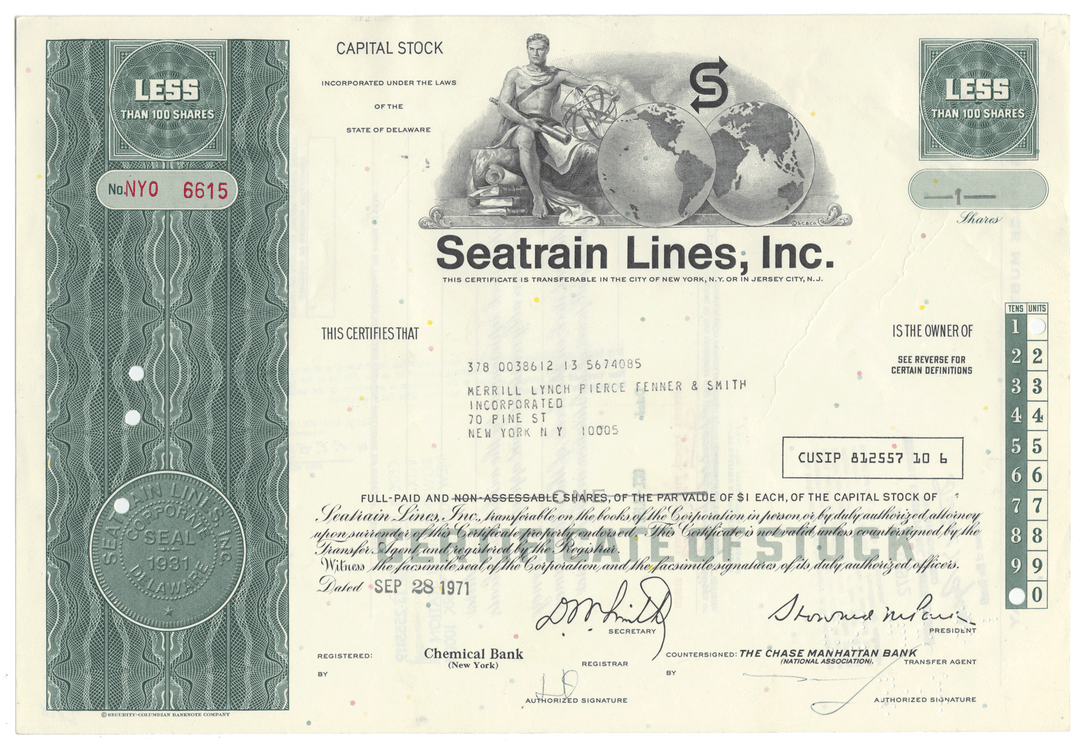 LESS
THAN 100 SHARES
No. NYO 6615
CAPITAL STOCK
INCORPORATED UNDER THE LAWS
OF THE
STATE OF DELAWARE
S
LESS
THAN 100 SHARES
—1—
Shares
Seatrain Lines, Inc.
THIS CERTIFICATE IS TRANSFERABLE IN THE CITY OF NEW YORK, N.Y. OR IN JERSEY CITY, N.J.
THIS CERTIFIES THAT
IS THE OWNER OF
SEE REVERSE FOR
CERTAIN DEFINITIONS
378 0038612 13 5674085
MERRILL LYNCH PIERCE FENNER & SMITH
INCORPORATED
70 PINE ST
NEW YORK N Y 10005
CUSIP 812557 10 6
TENS UNITS
1
2 2
3 3
4 4
5 5
6 6
7 7
8 8
9 9
0
FULL-PAID AND NON-ASSESSABLE SHARES, OF THE PAR VALUE OF $1 EACH, OF THE CAPITAL STOCK OF
Seatrain Lines, Inc., transferable on the books of the Corporation in person or by duly authorized attorney
upon surrender of this Certificate properly endorsed. This Certificate is not valid unless countersigned by the
Transfer Agent and registered by the Registrar.
Witness the facsimile seal of the Corporation and the facsimile signatures of its duly authorized officers.
CERTIFICATE OF STOCK
Dated SEP 28 1971
SEATRAIN LINES, INC.
CORPORATE
SEAL
1931
DELAWARE
D M Smith
SECRETARY
PRESIDENT
REGISTERED:
Chemical Bank
(New York)
REGISTRAR
BY
AUTHORIZED SIGNATURE
COUNTERSIGNED: THE CHASE MANHATTAN BANK
(NATIONAL ASSOCIATION),
TRANSFER AGENT
BY
AUTHORIZED SIGNATURE
© SECURITY-COLUMBIAN BANKNOTE COMPANY